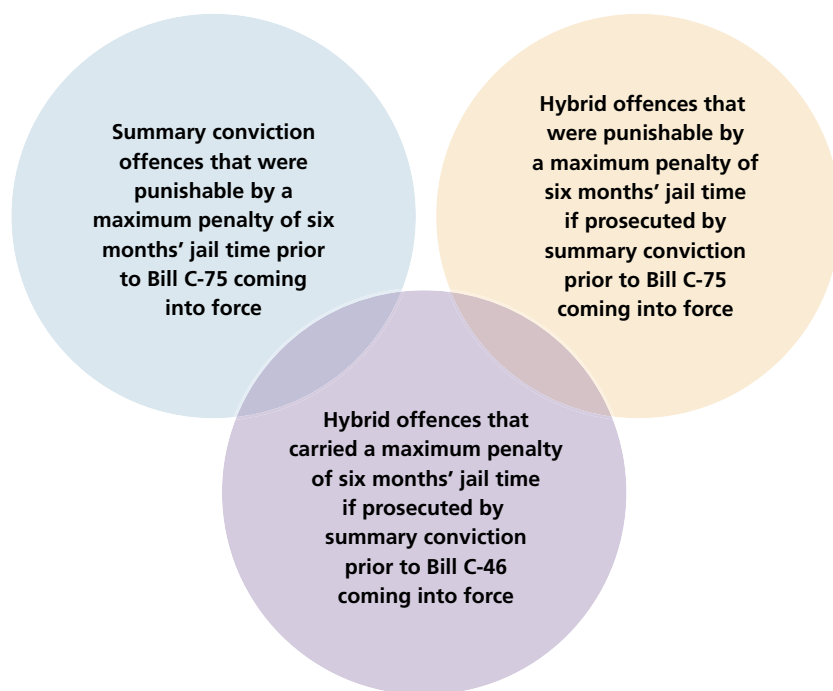 Summary conviction
offences that were
punishable by a
maximum penalty of six
months’ jail time prior
to Bill C-75 coming
into force
Hybrid offences that
were punishable by
a maximum penalty of
six months’ jail time
if prosecuted by
summary conviction
prior to Bill C-75
coming into force
Hybrid offences that
carried a maximum penalty
of six months’ jail time
if prosecuted by
summary conviction
prior to Bill C-46
coming into force